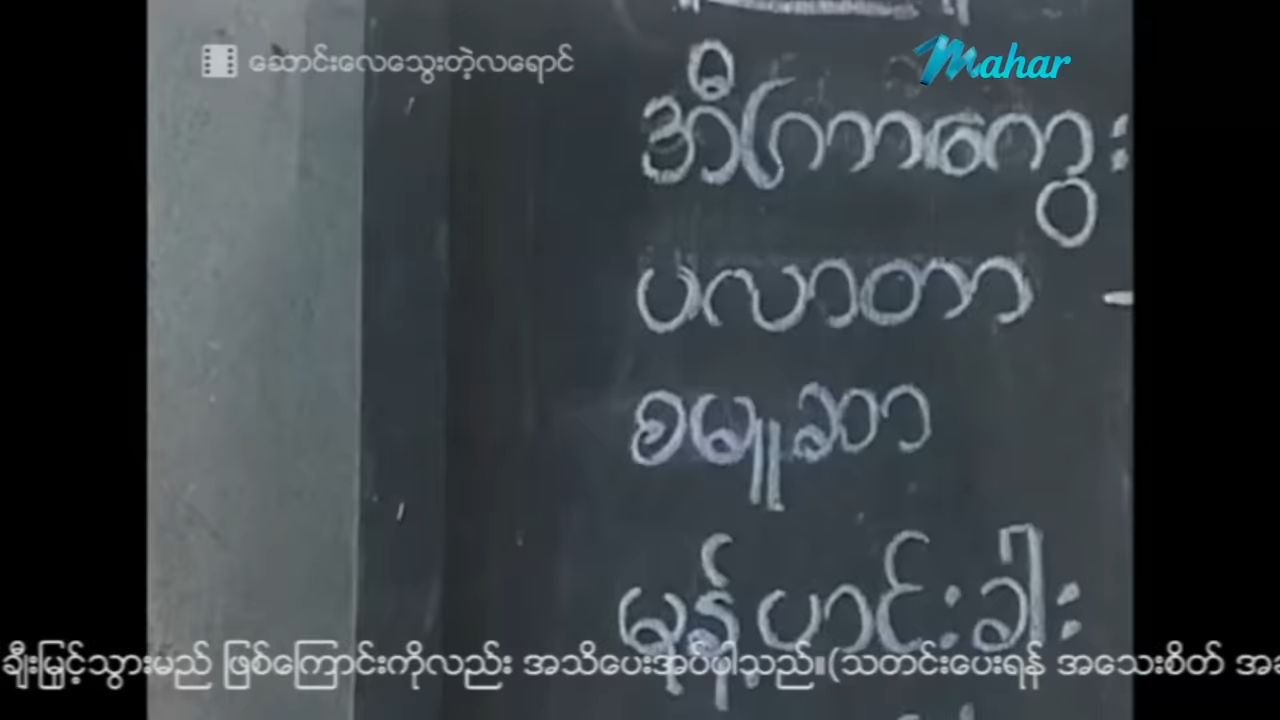 ဆောင်းလေသွေးတဲ့လရောင်
Mahar
အီကြာကွေး
ပလာတာ -
စမူဆာ
မုန့်ဟင်းခါး
ချီးမြှင့်သွားမည် ဖြစ်ကြောင်းကိုလည်း အသိပေးအပ်ပါသည်။(သတင်းပေးရန် အသေးစိတ်